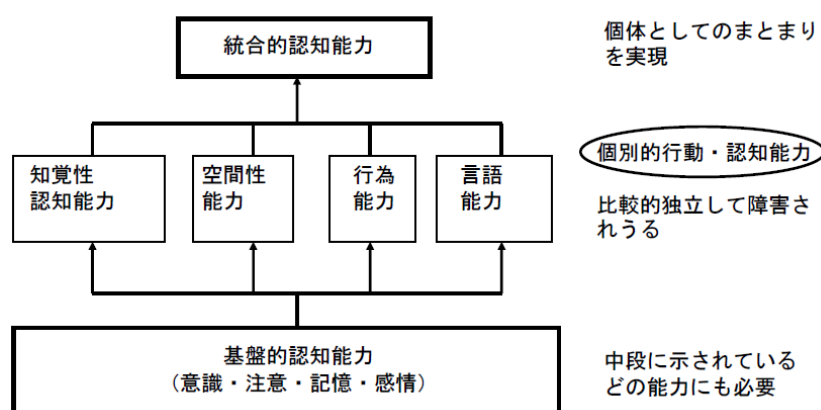 統合的認知能力
個体としてのまとまり
を実現
知覚性
認知能力
空間性
能力
行為
能力
言語
能力
個別的行動・認知能力
比較的独立して障害さ
れうる
基盤的認知能力
(意識・注意・記憶・感情)
中段に示されている
どの能力にも必要